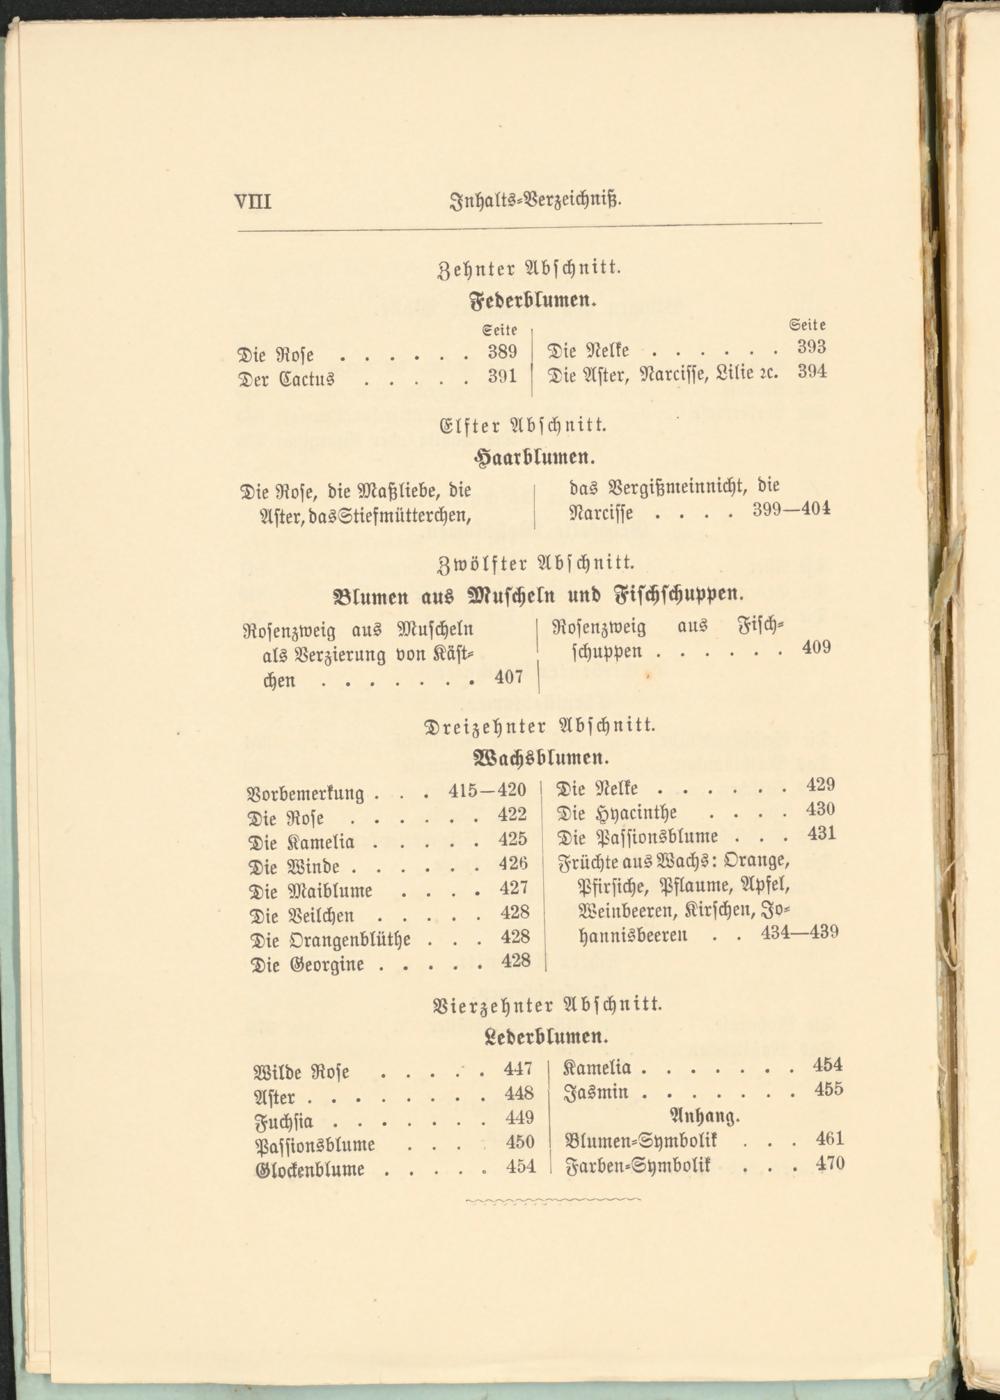 VIII Inhalts-Verzeichniß.
Zehnter Abschnitt.
Federblumen.
Seite
Die Rose . . . . . . 389
Der Cactus . . . . . 391
Seite
Die Nelke . . . . . . 393
Die Aster, Narcisse, Lilie ꝛc. 394
Elfter Abschnitt.
Haarblumen.
Die Rose, die Maßliebe, die
Aster, das Stiefmütterchen,
das Vergißmeinnicht, die
Narcisse . . . . 399—404
Zwölfter Abschnitt.
Blumen aus Muscheln und Fischschuppen.
Rosenzweig aus Muscheln
als Verzierung von Käst-
chen . . . . . . . 407
Rosenzweig aus Fisch-
schuppen . . . . . . 409
Dreizehnter Abschnitt.
Wachsblumen.
Vorbemerkung . . . 415—420
Die Rose . . . . . . 422
Die Kamelia . . . . . 425
Die Winde . . . . . . 426
Die Maiblume . . . . 427
Die Veilchen . . . . . 428
Die Orangenblüthe . . . 428
Die Georgine . . . . . 428
Die Nelke . . . . . . 429
Die Hyacinthe . . . . 430
Die Passionsblume . . . 431
Früchte aus Wachs: Orange,
Pfirsiche, Pflaume, Apfel,
Weinbeeren, Kirschen, Jo-
hannisbeeren . . 434—439
Vierzehnter Abschnitt.
Lederblumen.
Wilde Rose . . . . . 447
Aster . . . . . . . . 448
Fuchsia . . . . . . . 449
Passionsblume . . . . 450
Glockenblume . . . . . 454
Kamelia . . . . . . . 454
Jasmin . . . . . . . 455
Anhang.
Blumen-Symbolik . . . 461
Farben-Symbolik . . . 470